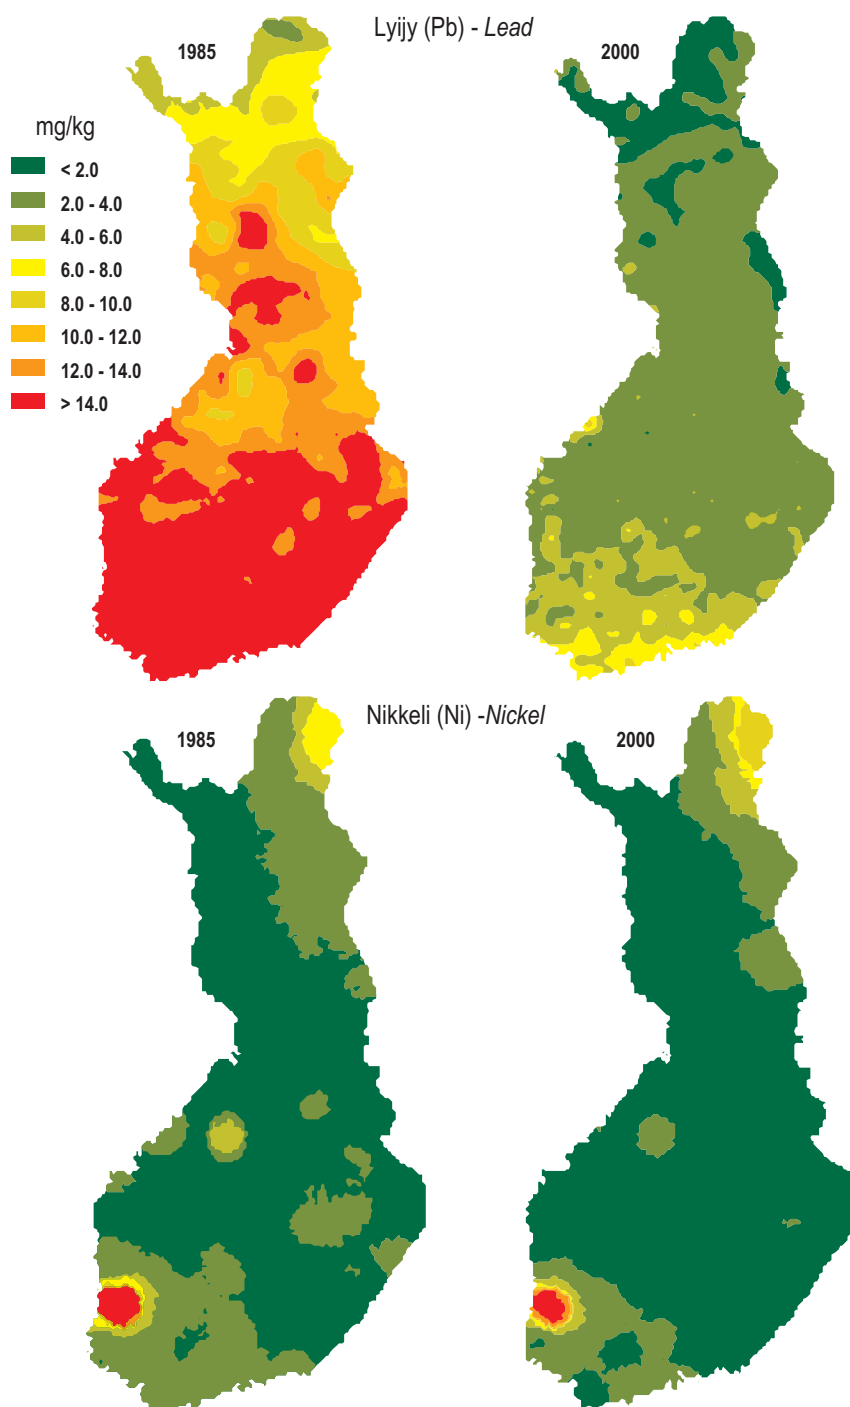 Lyijy (Pb) - Lead
1985
2000
mg/kg
< 2.0
2.0 - 4.0
4.0 - 6.0
6.0 - 8.0
8.0 - 10.0
10.0 - 12.0
12.0 - 14.0
> 14.0
Nikkeli (Ni) -Nickel
1985
2000